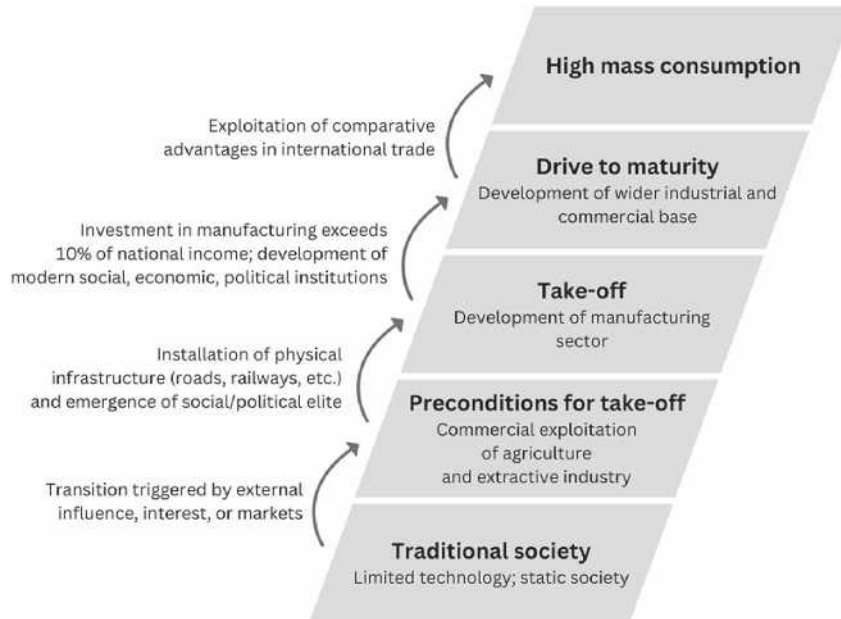 High mass consumption
Exploitation of comparative
advantages in international trade
Drive to maturity
Development of wider industrial and
commercial base
Investment in manufacturing exceeds
10% of national income; development of
modern social, economic, political institutions
Take-off
Development of manufacturing
sector
Installation of physical
infrastructure (roads, railways, etc.)
and emergence of social/political elite
Preconditions for take-off
Commercial exploitation
of agriculture
and extractive industry
Transition triggered by external
influence, interest, or markets
Traditional society
Limited technology; static society